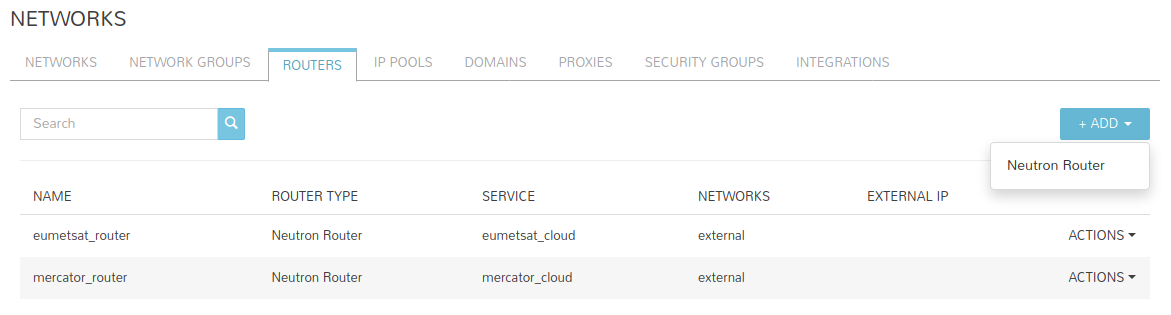 NETWORKS
NETWORKS NETWORK GROUPS ROUTERS IP POOLS DOMAINS PROXIES SECURITY GROUPS INTEGRATIONS
Search
+ ADD
Neutron Router
NAME ROUTER TYPE SERVICE NETWORKS EXTERNAL IP
eumetsat_router Neutron Router eumetsat_cloud external ACTIONS
mercator_router Neutron Router mercator_cloud external ACTIONS